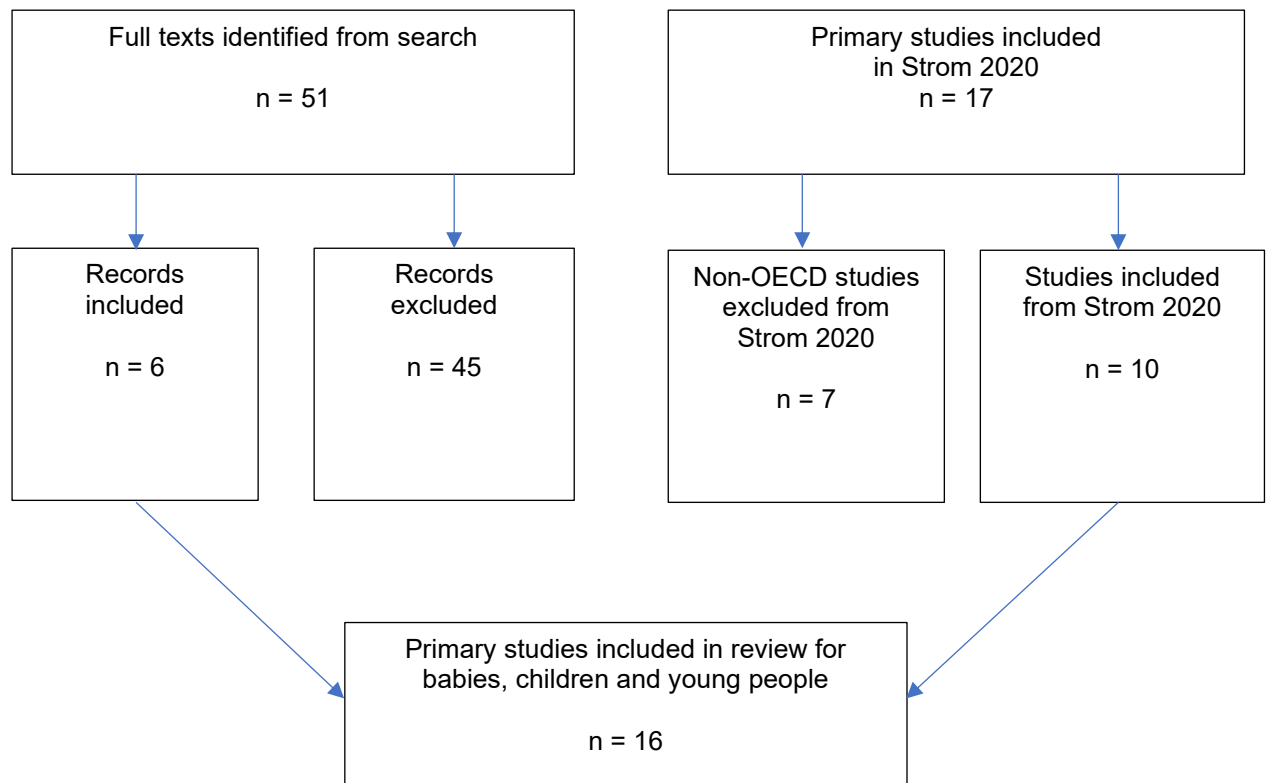 Full texts identified from search
n = 51
Primary studies included
in Strom 2020
n = 17
Records
included
n = 6
Records
excluded
n = 45
Non-OECD studies
excluded from
Strom 2020
n = 7
Studies included
from Strom 2020
n = 10
Primary studies included in review for
babies, children and young people
n = 16